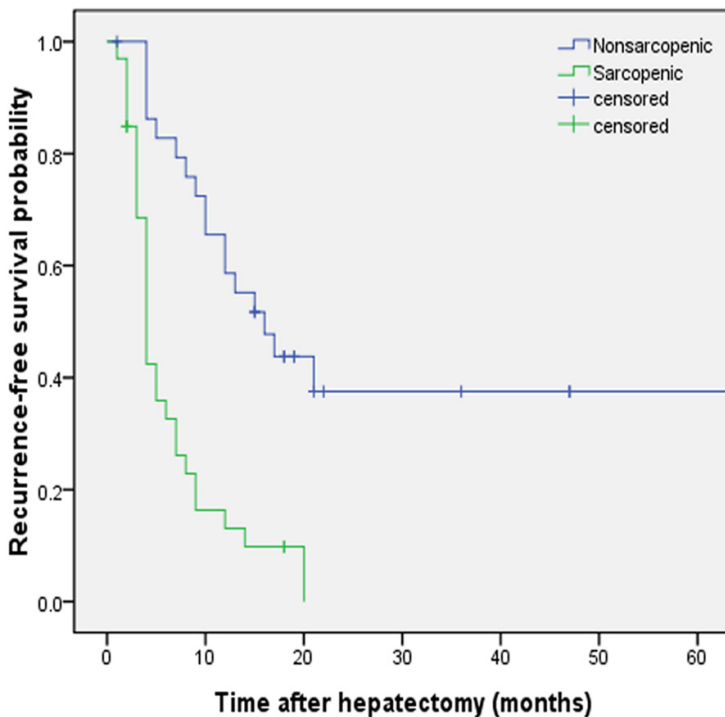 Nonsarcopenic
Sarcopenic
censored
censored
Recurrence-free survival probability
1.0
0.8
0.6
0.4
0.2
0.0
0 10 20 30 40 50 60
Time after hepatectomy (months)